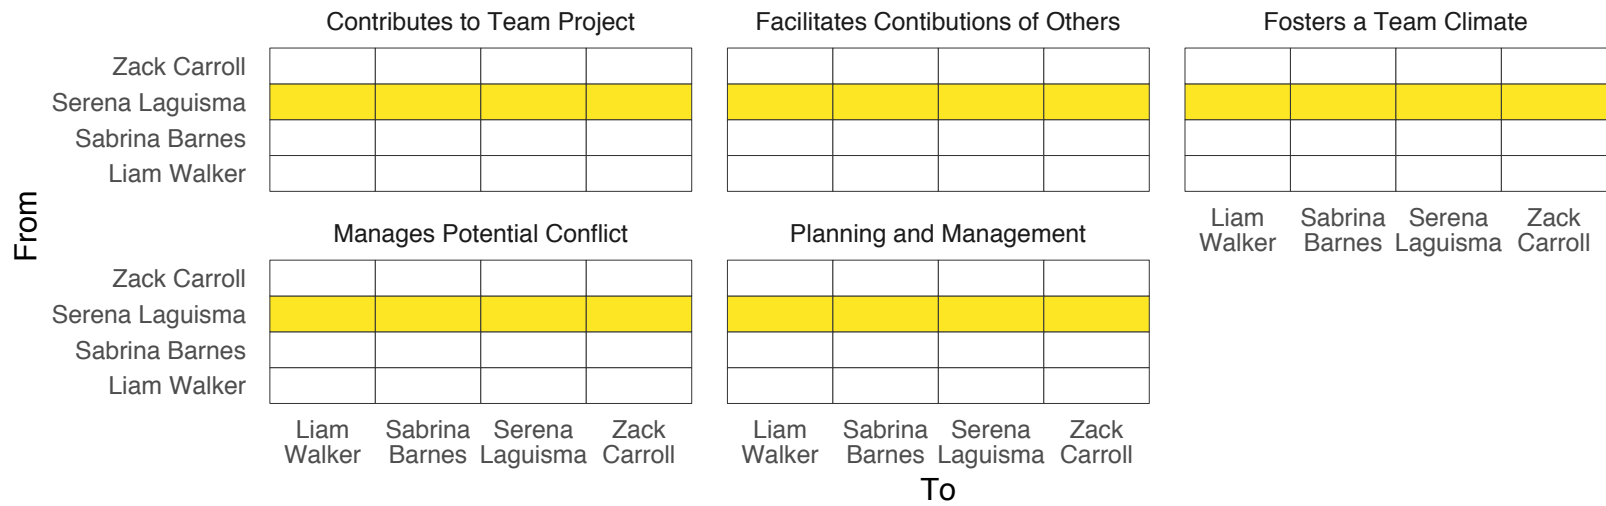 Contributes to Team Project
Facilitates Contibutions of Others
Fosters a Team Climate
Zack Carroll
Serena Laguisma
Sabrina Barnes
Liam Walker
From
Liam Walker
Sabrina Barnes
Serena Laguisma
Zack Carroll
Manages Potential Conflict
Planning and Management
Zack Carroll
Serena Laguisma
Sabrina Barnes
Liam Walker
Liam Walker
Sabrina Barnes
Serena Laguisma
Zack Carroll
Liam Walker
Sabrina Barnes
Serena Laguisma
Zack Carroll
To